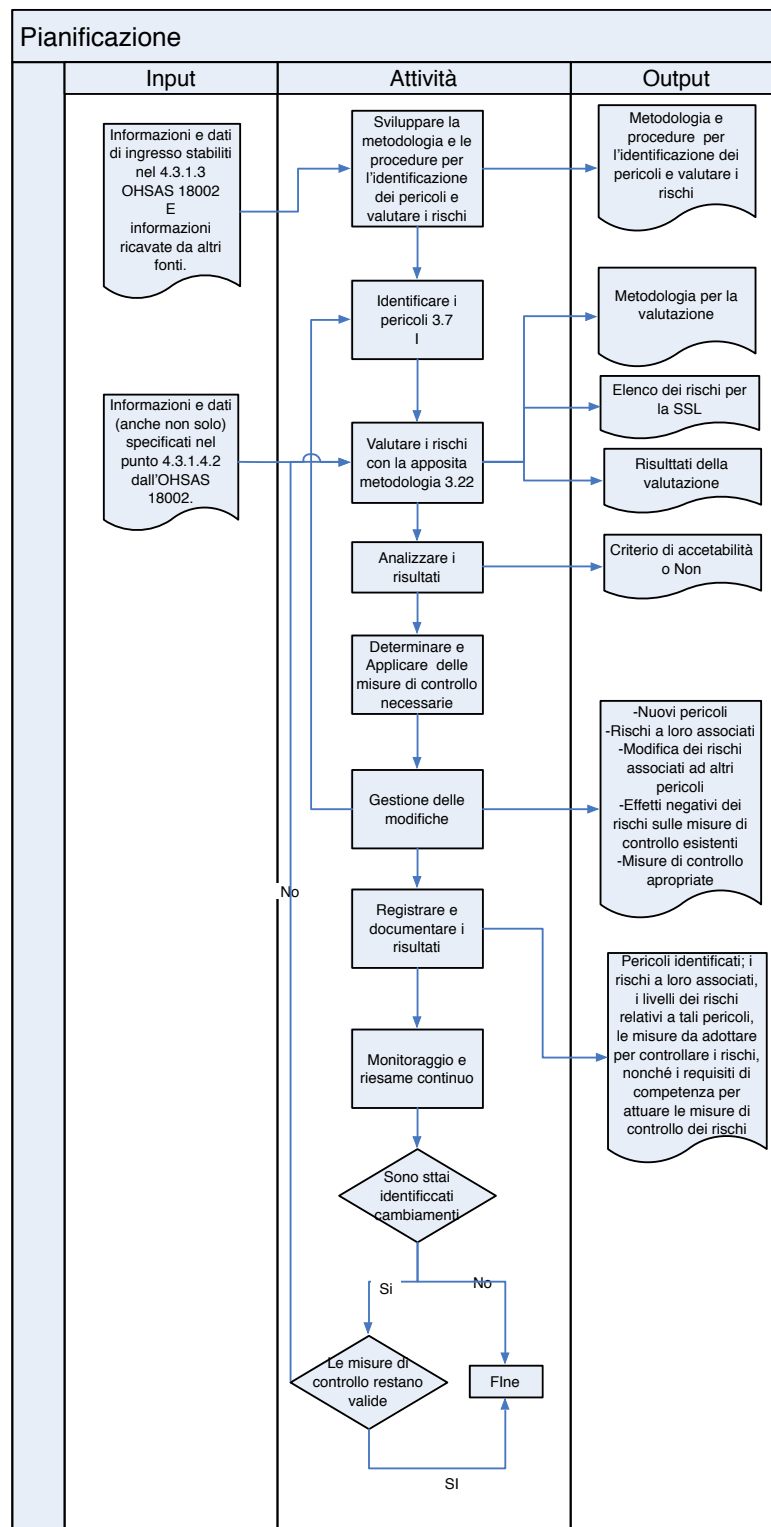 Pianificazione
Input
Attività
Output
Informazioni e dati
di ingresso stabiliti
nel 4.3.1.3
OHSAS 18002
E
informazioni
ricavate da altri
fonti.
Sviluppare la
metodologia e le
procedure per
l'identificazione
dei pericoli e
valutare i rischi
Metodologia e
procedure per
l'identificazione dei
pericoli e valutare i
rischi
Identificare i
pericoli 3.7
I
Metodologia per la
valutazione
Elenco dei rischi per
la SSL
Informazioni e dati
(anche non solo)
specificati nel
punto 4.3.1.4.2
dall'OHSAS
18002.
Valutare i rischi
con la apposita
metodologia 3.22
Risulttati della
valutazione
Analizzare i
risultati
Criterio di accetabilità
o Non
Determinare e
Applicare delle
misure di controllo
necessarie
Gestione delle
modifiche
-Nuovi pericoli
-Rischi a loro associati
-Modifica dei rischi
associati ad altri
pericoli
-Effetti negativi dei
rischi sulle misure di
controllo esistenti
-Misure di controllo
apropriate
No
Registrare e
documentare i
risultati
Pericoli identificati; i
rischi a loro associati,
i livelli dei rischi
relativi a tali pericoli,
le misure da adottare
per controllare i rischi,
nonché i requisiti di
competenza per
attuare le misure di
controllo dei rischi
Monitoraggio e
riesame continuo
Sono sttai
identificcati
cambiamenti
Si
No
Le misure di
controllo restano
valide
FIne
SI